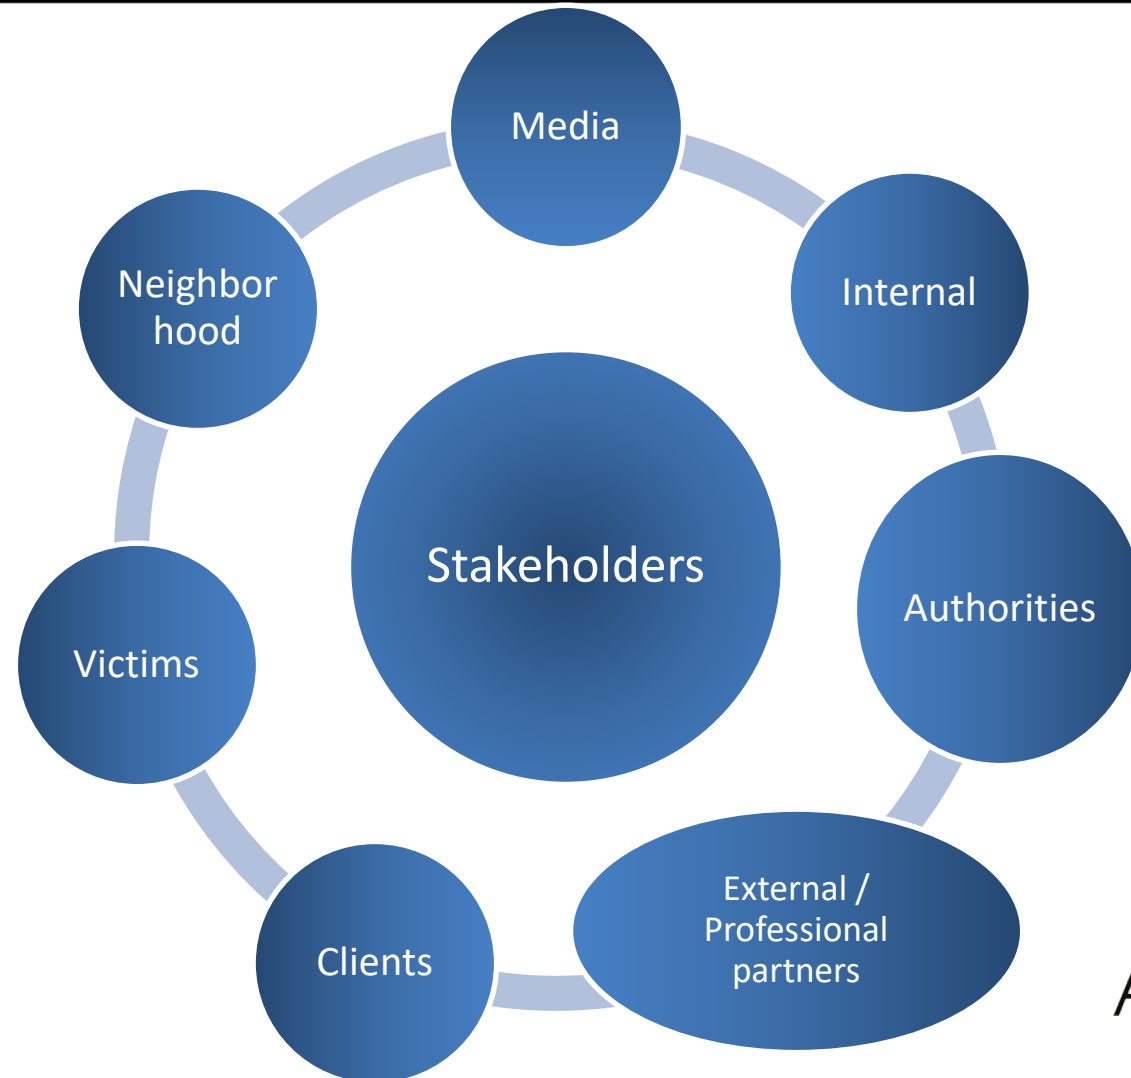 Media
Internal
Authorities
External /
Professional
partners
Clients
Victims
Neighbor
hood
Stakeholders